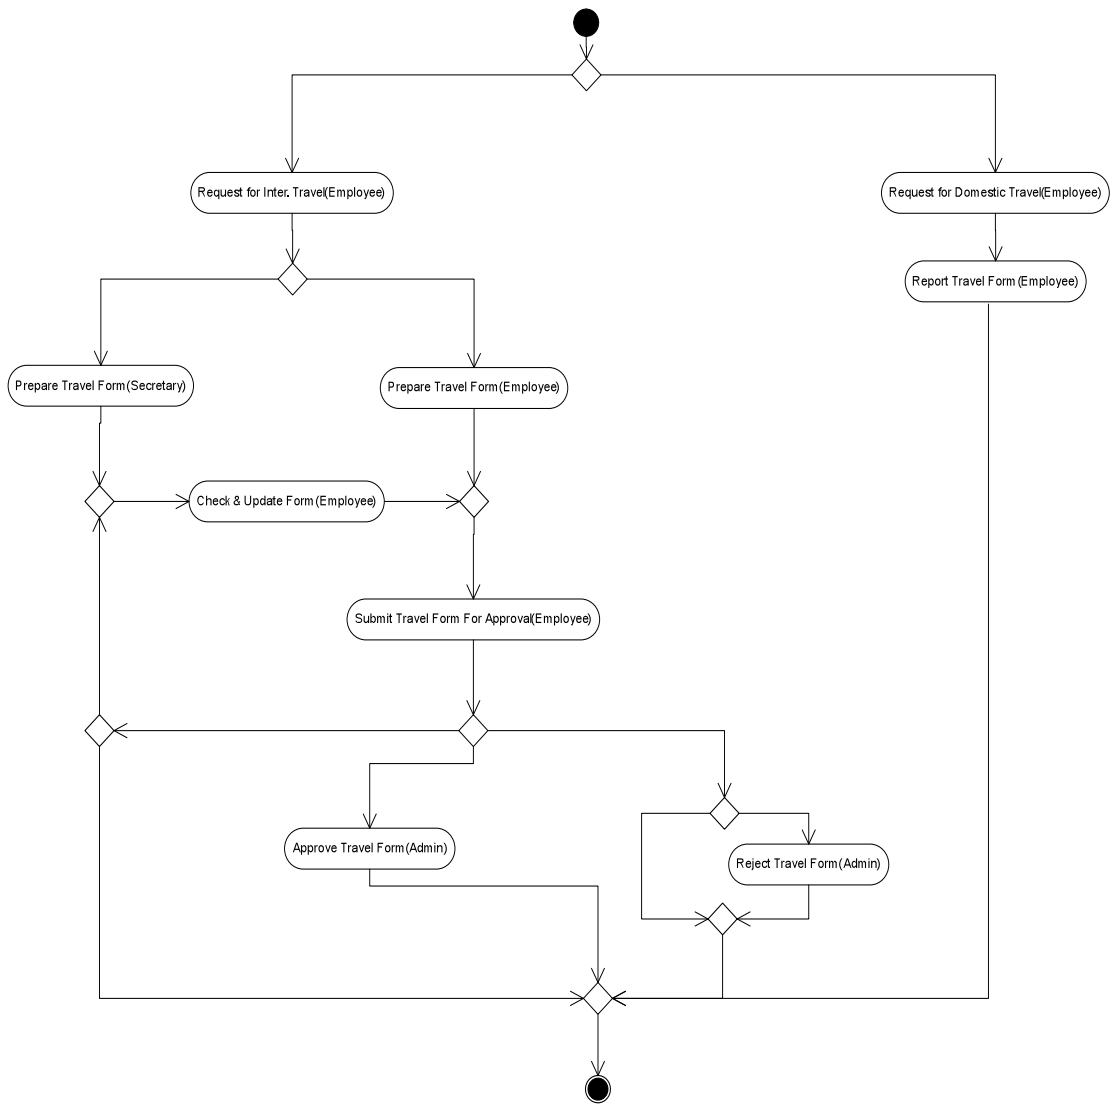 Request for Inter. Travel(Employee)
Request for Domestic Travel(Employee)
Report Travel Form (Employee)
Prepare Travel Form(Secretary)
Prepare Travel Form(Employee)
Check & Update Form (Employee)
Submit Travel Form For Approval(Employee)
Approve Travel Form(Admin)
Reject Travel Form(Admin)